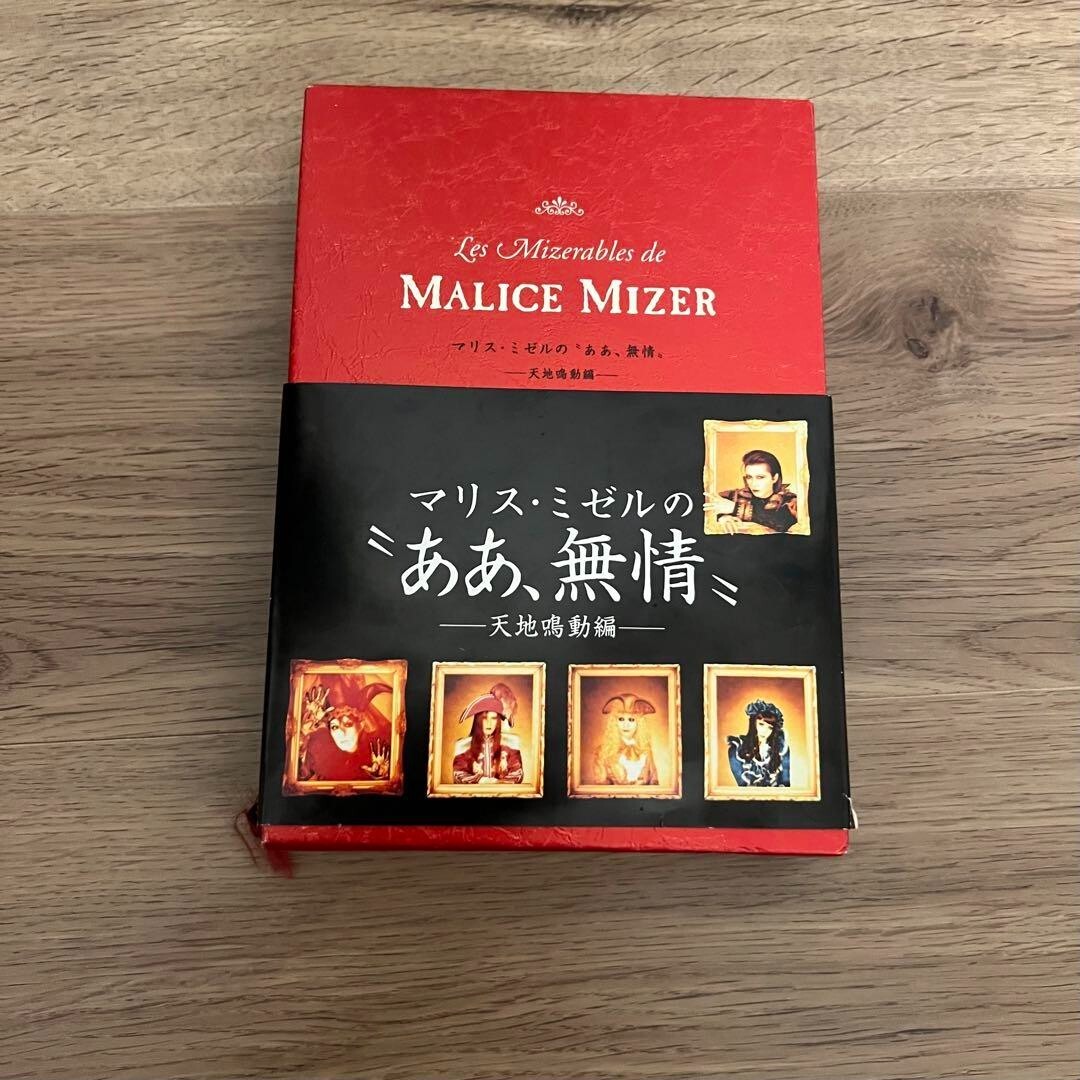 Les Mizerables de
MALICE MIZER
マリス・ミゼルの〝ああ、無情〟
――天地鳴動編――
マリス・ミゼルの
〝ああ、無情〟
――天地鳴動編――